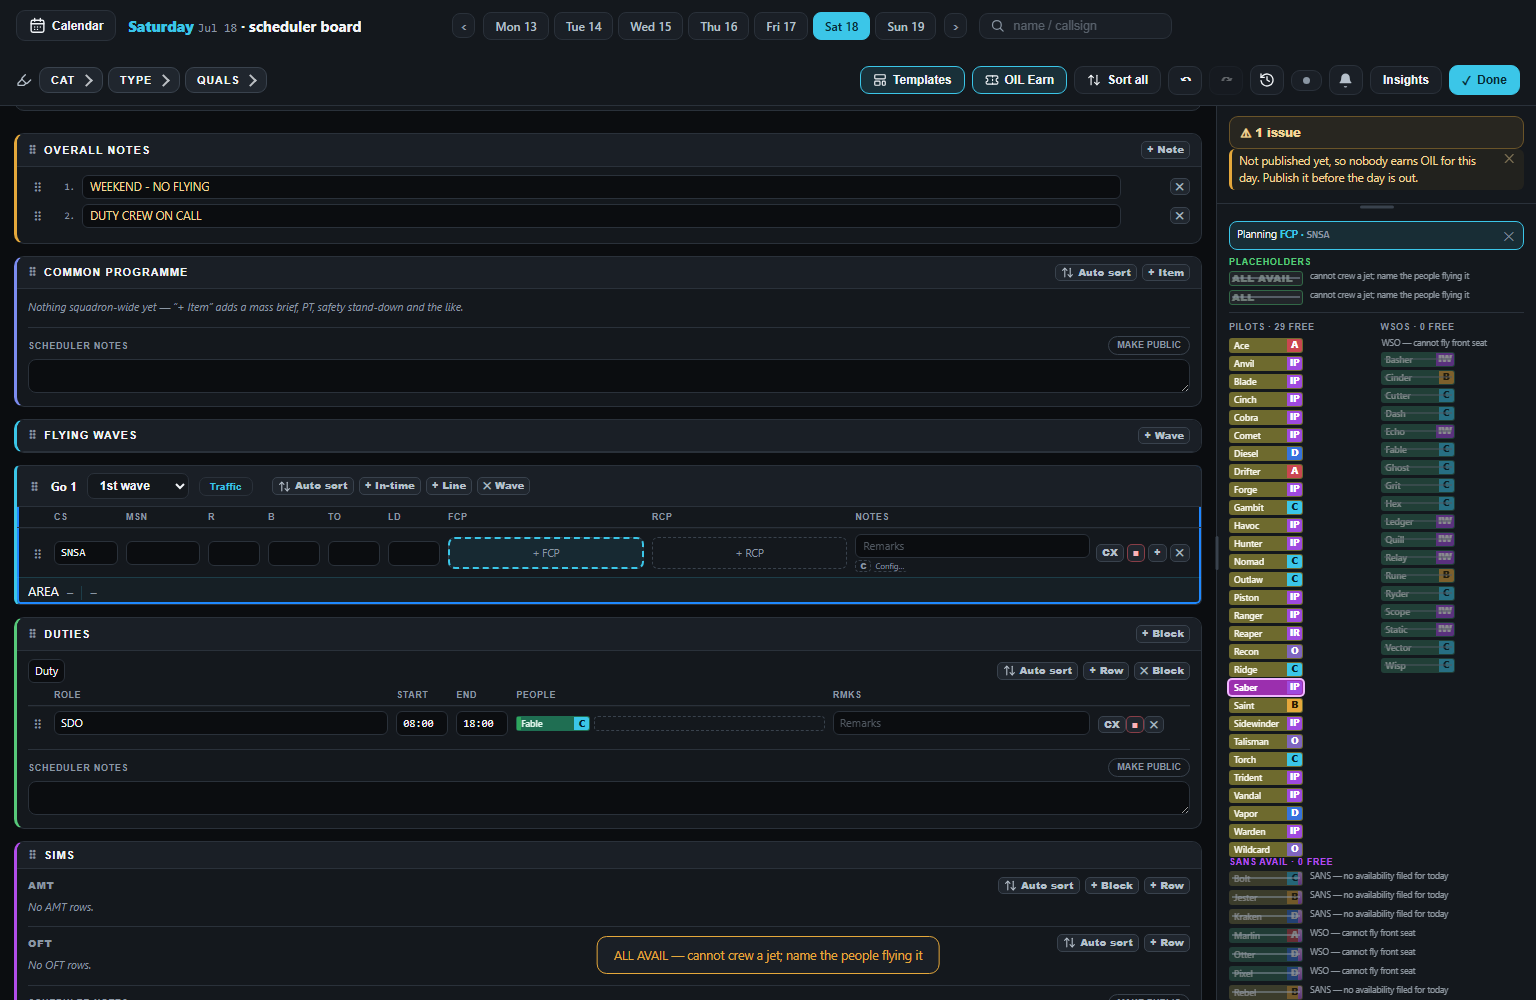 Calendar
Saturday Jul 18 · scheduler board
‹ Mon 13 Tue 14 Wed 15 Thu 16 Fri 17 Sat 18 Sun 19 ›
name / callsign
CAT TYPE QUALS
Templates OIL Earn Sort all Insights ✓ Done
⚠ 1 issue
Not published yet, so nobody earns OIL for this
day. Publish it before the day is out.
OVERALL NOTES
+ Note
1. WEEKEND - NO FLYING
2. DUTY CREW ON CALL
COMMON PROGRAMME
Auto sort + Item
Nothing squadron-wide yet — "+ Item" adds a mass brief, PT, safety stand-down and the like.
SCHEDULER NOTES
MAKE PUBLIC
FLYING WAVES
+ Wave
Go 1 1st wave Traffic Auto sort + In-time + Line ✕ Wave
CS MSN R B TO LD FCP RCP NOTES
SNSA + FCP + RCP Remarks CX ■ + ✕
C Config...
AREA – –
DUTIES
+ Block
Duty
Auto sort + Row ✕ Block
ROLE START END PEOPLE RMKS
SDO 08:00 18:00 Fable C Remarks CX ■ ✕
SCHEDULER NOTES
MAKE PUBLIC
SIMS
AMT
Auto sort + Block + Row
No AMT rows.
OFT
Auto sort + Row
No OFT rows.
ALL AVAIL — cannot crew a jet; name the people flying it
Planning FCP · SNSA
PLACEHOLDERS
ALL AVAIL cannot crew a jet; name the people flying it
ALL cannot crew a jet; name the people flying it
PILOTS · 29 FREE
Ace A
Anvil IP
Blade IP
Cinch IP
Cobra IP
Comet IP
Diesel D
Drifter A
Forge IP
Gambit C
Havoc IP
Hunter IP
Nomad C
Outlaw C
Piston IP
Ranger IP
Reaper IR
Recon O
Ridge C
Saber IP
Saint B
Sidewinder IP
Talisman O
Torch C
Trident IP
Vandal IP
Vapor D
Warden IP
Wildcard O
WSOS · 0 FREE
WSO — cannot fly front seat
Basher IW
Cinder B
Cutter C
Dash C
Echo IW
Fable C
Ghost C
Grit C
Hex C
Ledger IW
Quill IW
Relay IW
Rune B
Ryder C
Scope IW
Static IW
Vector C
Wisp C
SANS AVAIL · 0 FREE
Bolt C SANS — no availability filed for today
Jester B SANS — no availability filed for today
Kraken D SANS — no availability filed for today
Marlin A WSO — cannot fly front seat
Otter D WSO — cannot fly front seat
Pixel D WSO — cannot fly front seat
Rebel SANS — no availability filed for today